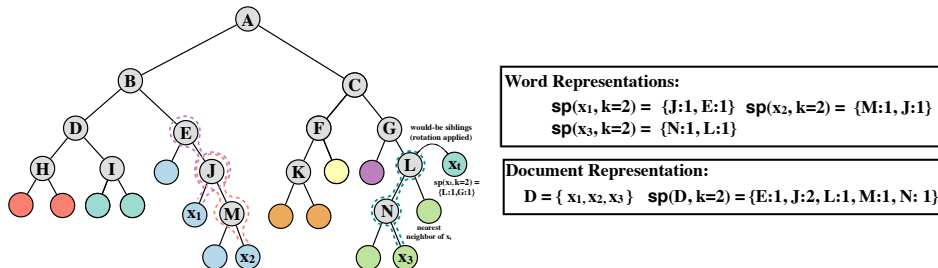 A
B
C
D
E
F
G
would-be siblings
(rotation applied)
H
I
J
K
L
xₜ
sp(xₜ,k=2) =
{L:1,G:1}
x₁
M
N
nearest
neighbor of xₜ
x₂
x₃
Word Representations:
sp(x₁, k=2) = {J:1, E:1} sp(x₂, k=2) = {M:1, J:1}
sp(x₃, k=2) = {N:1, L:1}
Document Representation:
D = { x₁, x₂, x₃ } sp(D, k=2) = {E:1, J:2, L:1, M:1, N: 1}